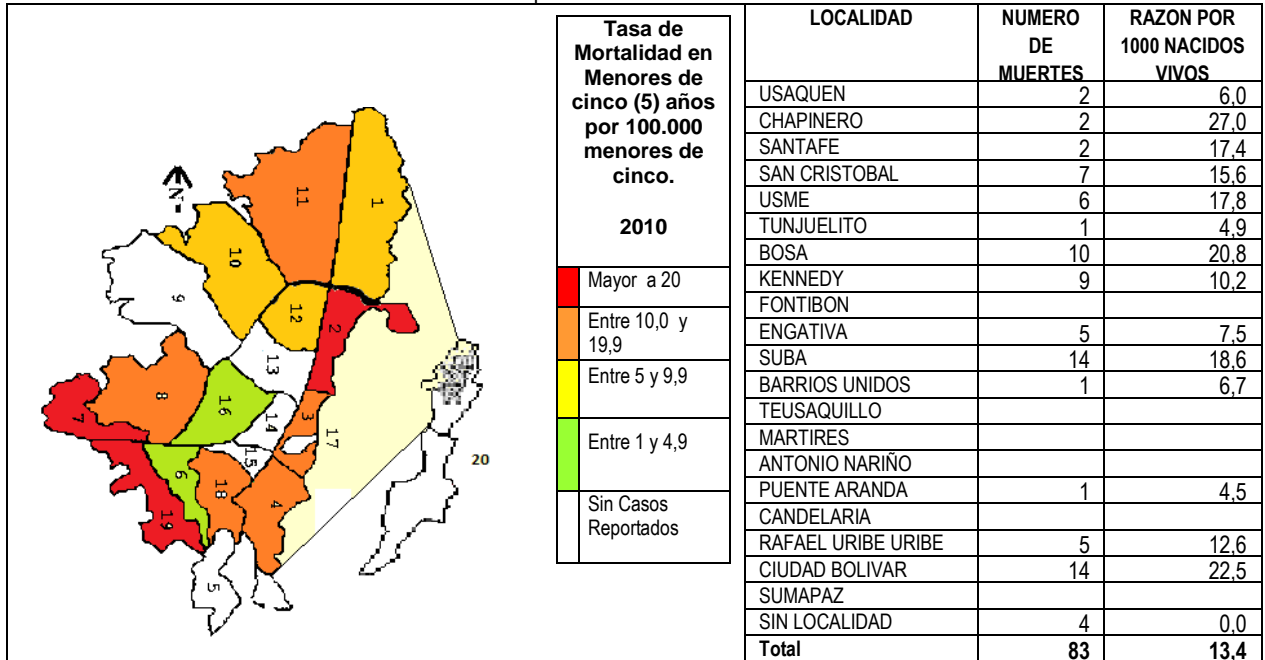 11
1
N
10
9
12
2
13
8
16
3
7
14
17
15
6
18
4
19
5
20
Tasa de
Mortalidad en
Menores de
cinco (5) años
por 100.000
menores de
cinco.
2010
Mayor a 20
Entre 10,0 y
19,9
Entre 5 y 9,9
Entre 1 y 4,9
Sin Casos
Reportados
LOCALIDAD NUMERO DE MUERTES RAZON POR 1000 NACIDOS VIVOS
USAQUEN 2 6,0
CHAPINERO 2 27,0
SANTAFE 2 17,4
SAN CRISTOBAL 7 15,6
USME 6 17,8
TUNJUELITO 1 4,9
BOSA 10 20,8
KENNEDY 9 10,2
FONTIBON
ENGATIVA 5 7,5
SUBA 14 18,6
BARRIOS UNIDOS 1 6,7
TEUSAQUILLO
MARTIRES
ANTONIO NARIÑO
PUENTE ARANDA 1 4,5
CANDELARIA
RAFAEL URIBE URIBE 5 12,6
CIUDAD BOLIVAR 14 22,5
SUMAPAZ
SIN LOCALIDAD 4 0,0
Total 83 13,4